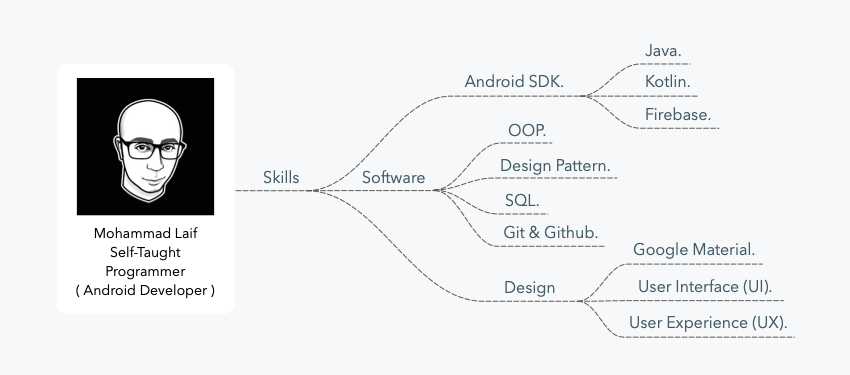 Mohammad Laif
Self-Taught
Programmer
( Android Developer )
Skills
Android SDK.
Java.
Kotlin.
Firebase.
Software
OOP.
Design Pattern.
SQL.
Git & Github.
Design
Google Material.
User Interface (UI).
User Experience (UX).